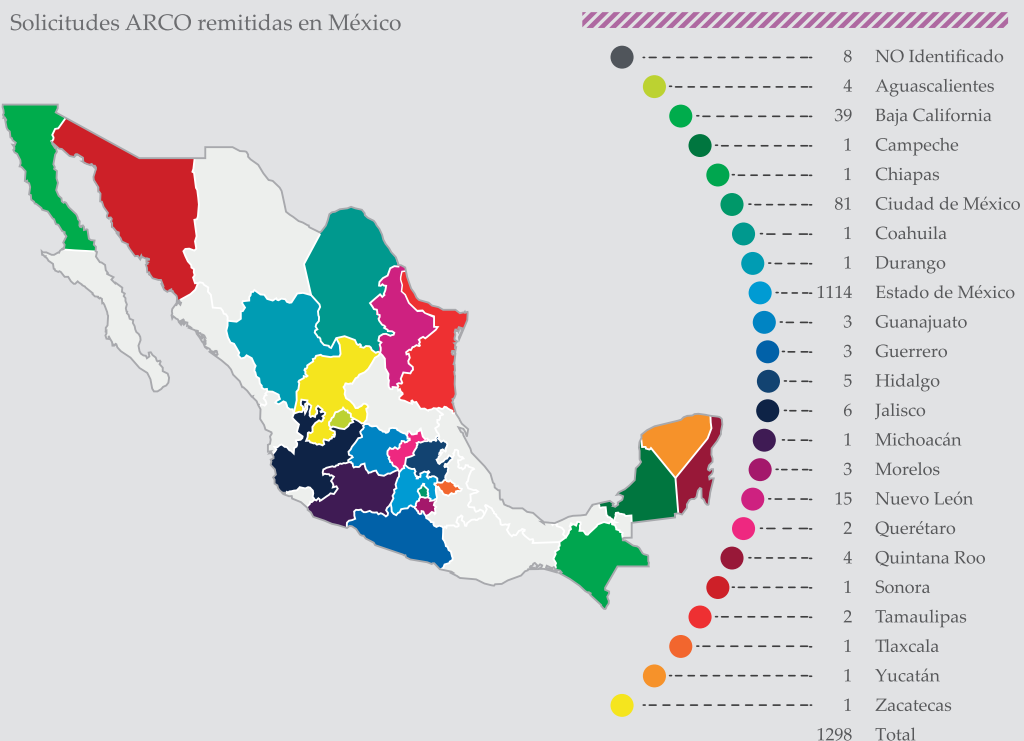 Solicitudes ARCO remitidas en México
8 NO Identificado
4 Aguascalientes
39 Baja California
1 Campeche
1 Chiapas
81 Ciudad de México
1 Coahuila
1 Durango
1114 Estado de México
3 Guanajuato
3 Guerrero
5 Hidalgo
6 Jalisco
1 Michoacán
3 Morelos
15 Nuevo León
2 Querétaro
4 Quintana Roo
1 Sonora
2 Tamaulipas
1 Tlaxcala
1 Yucatán
1 Zacatecas
1298 Total